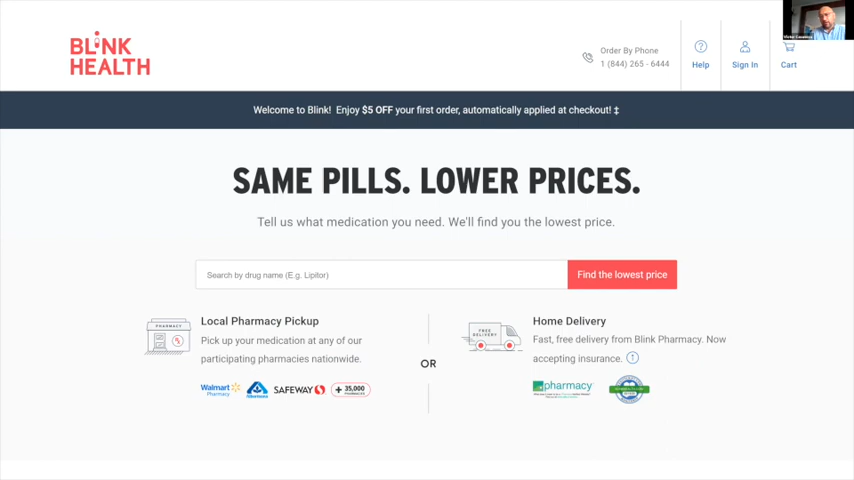 BLINK
HEALTH
Order By Phone
1 (844) 265 - 6444
Help
Sign In
Cart
Welcome to Blink! Enjoy $5 OFF your first order, automatically applied at checkout! ‡
SAME PILLS. LOWER PRICES.
Tell us what medication you need. We'll find you the lowest price.
Search by drug name (E.g. Lipitor)
Find the lowest price
PHARMACY
Local Pharmacy Pickup
Pick up your medication at any of our
participating pharmacies nationwide.
Walmart
Pharmacy
Albertsons
SAFEWAY
+ 35,000
PHARMACIES
OR
FREE
DELIVERY
Home Delivery
Fast, free delivery from Blink Pharmacy. Now
accepting insurance.
.pharmacy